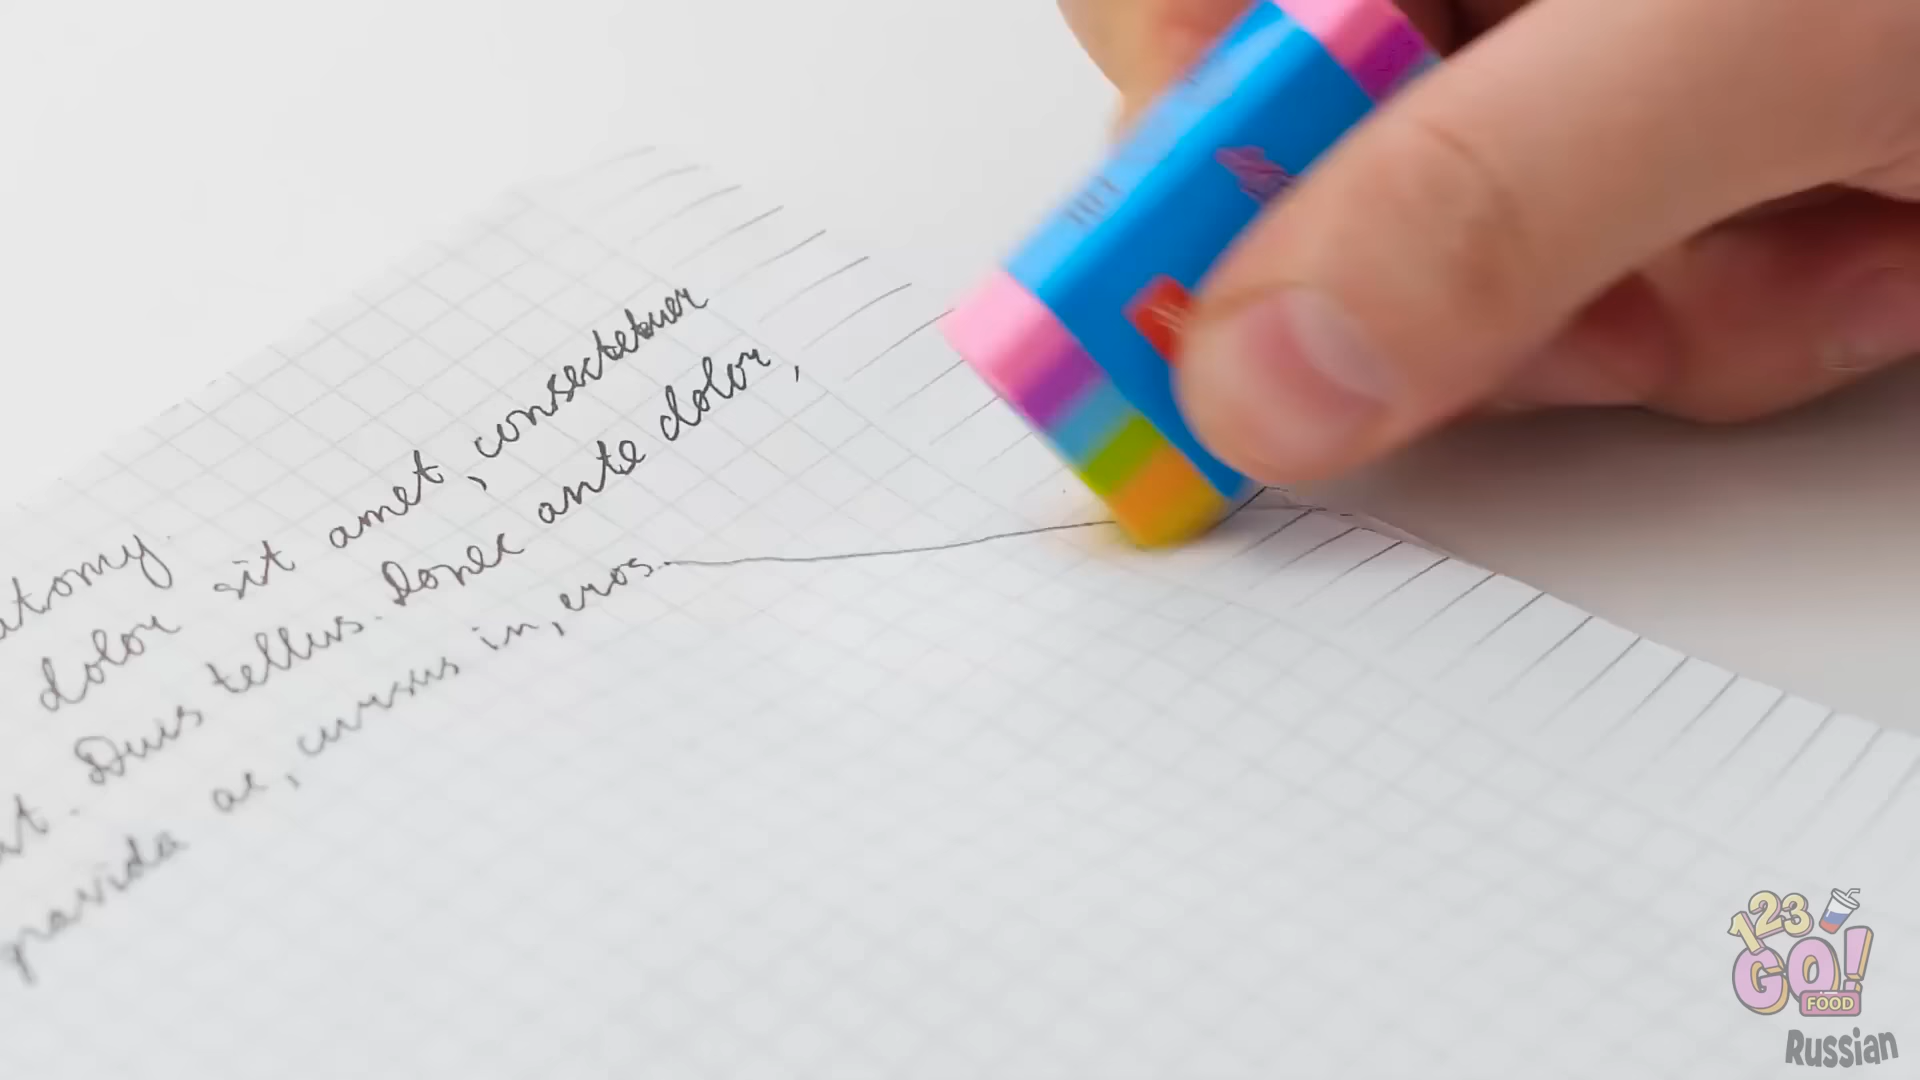 atomy.
dolor sit amet, consectetuer
at. Duis tellus. Donec ante dolor,
gravida ac, cursus in, eros.
123 GO!
FOOD
Russian